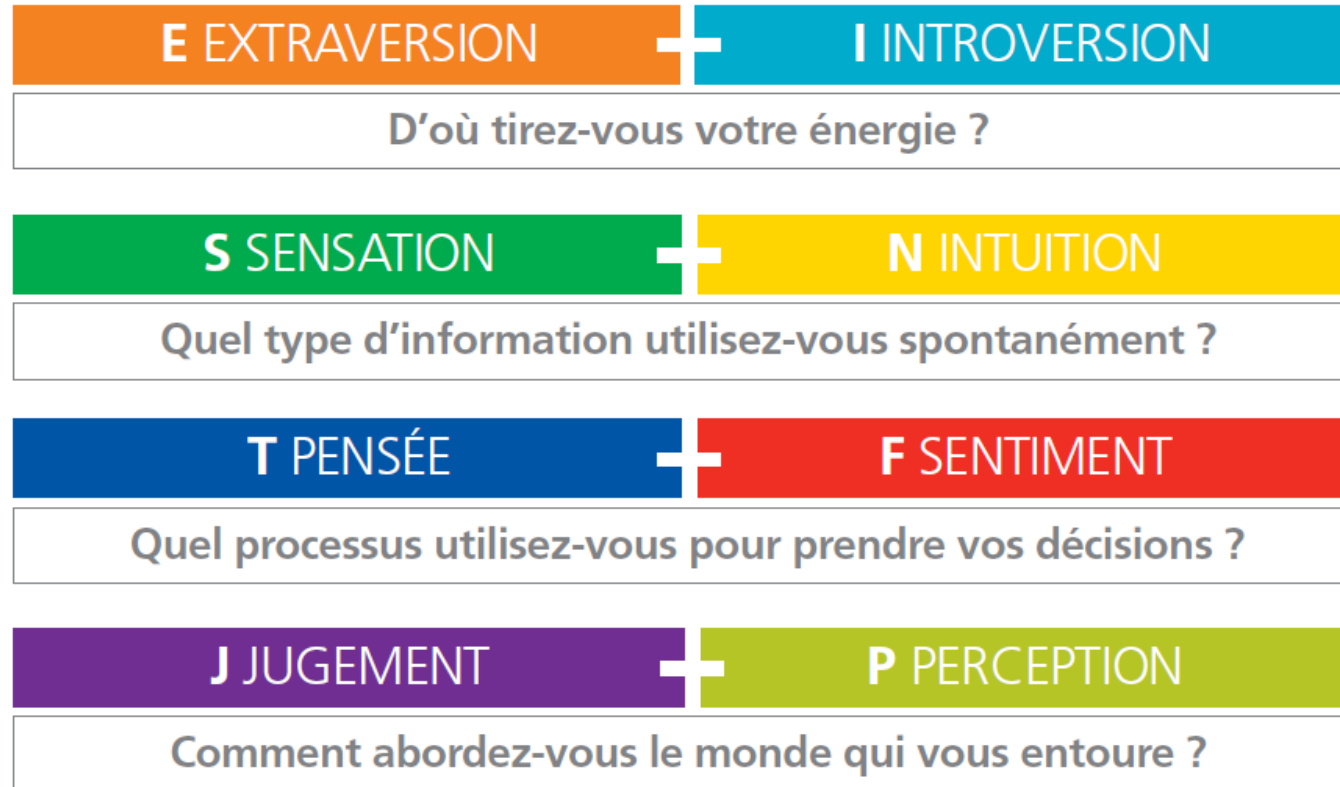 E EXTRAVERSION
I INTROVERSION
D’où tirez-vous votre énergie ?
S SENSATION
N INTUITION
Quel type d’information utilisez-vous spontanément ?
T PENSÉE
F SENTIMENT
Quel processus utilisez-vous pour prendre vos décisions ?
J JUGEMENT
P PERCEPTION
Comment abordez-vous le monde qui vous entoure ?